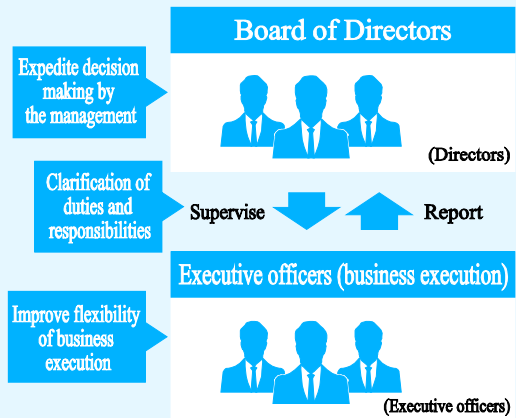 Board of Directors
Expedite decision
making by
the management
(Directors)
Clarification of
duties and
responsibilities
Supervise
Report
Executive officers (business execution)
Improve flexibility
of business
execution
(Executive officers)